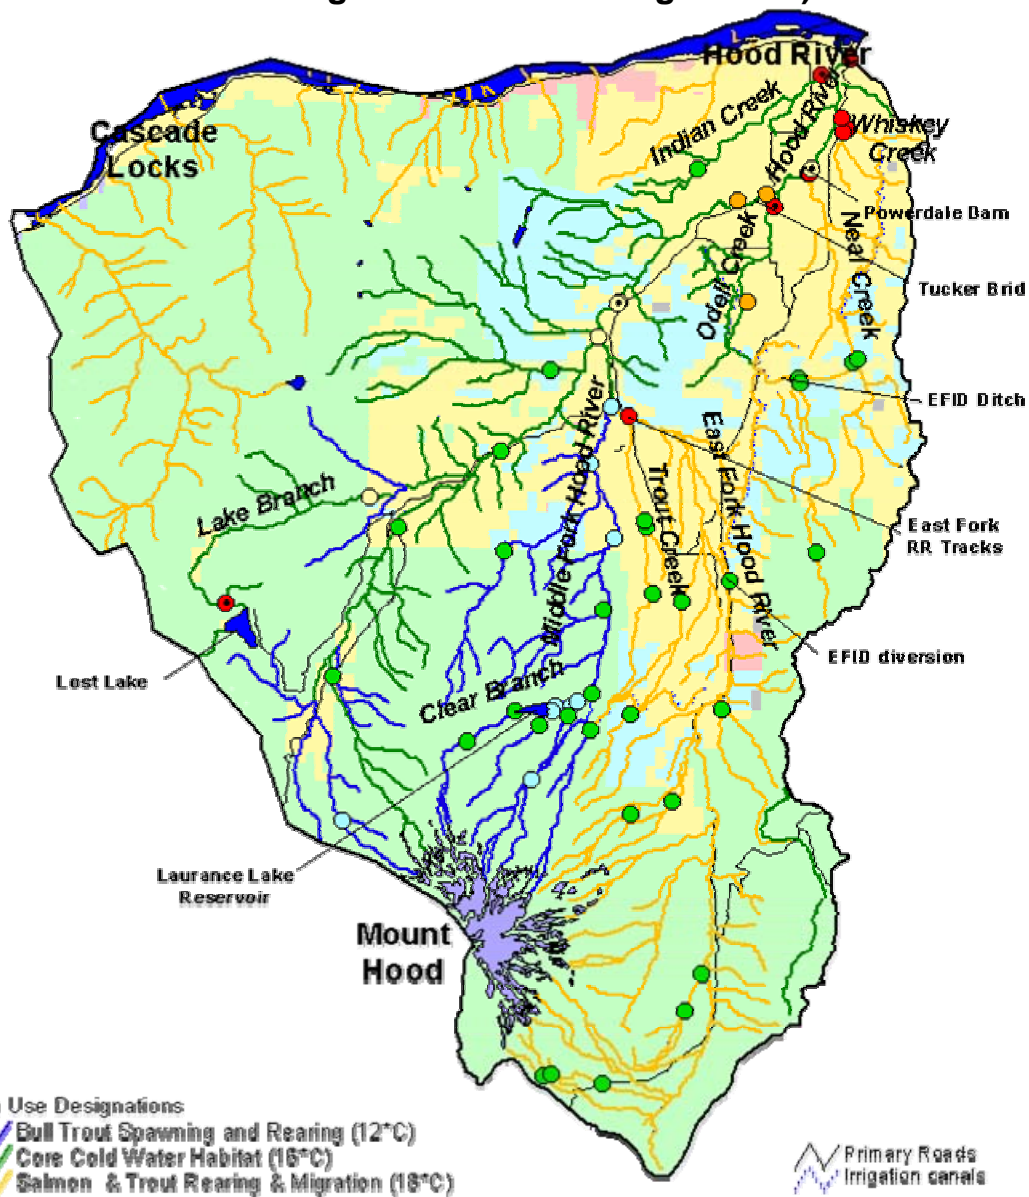 Hood River
Cascade
Locks
Indian Creek
Hood River
Whiskey
Creek
Powerdale Dam
Neal Creek
Odell Creek
Tucker Brid
EFID Ditch
Middle Fork Hood River
East Fork Hood River
Trout Creek
Lake Branch
East Fork
RR Tracks
EFID diversion
Lost Lake
Clear Branch
Laurance Lake
Reservoir
Mount
Hood
Use Designations
Bull Trout Spawning and Rearing (12°C)
Core Cold Water Habitat (16°C)
Salmon & Trout Rearing & Migration (18°C)
Primary Roads
Irrigation canals